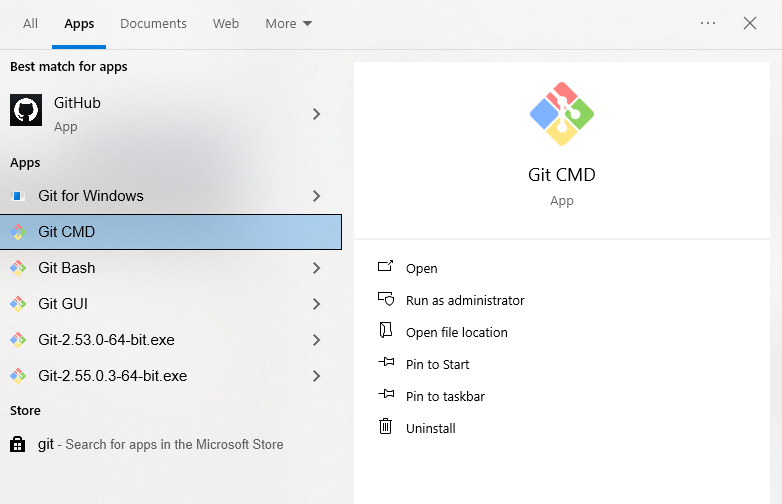 All Apps Documents Web More
Best match for apps
GitHub
App
Apps
Git for Windows
Git CMD
Git Bash
Git GUI
Git-2.53.0-64-bit.exe
Git-2.55.0.3-64-bit.exe
Store
git - Search for apps in the Microsoft Store
Git CMD
App
Open
Run as administrator
Open file location
Pin to Start
Pin to taskbar
Uninstall